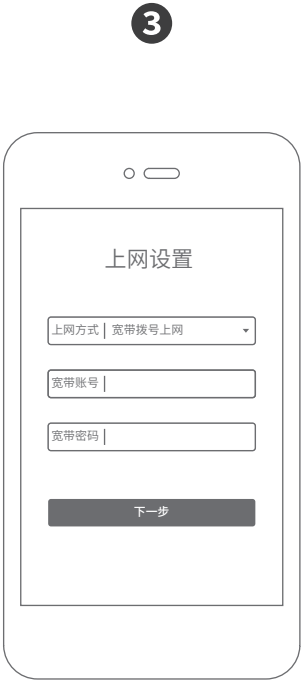 3
上网设置
上网方式 | 宽带拨号上网
宽带账号 |
宽带密码 |
下一步